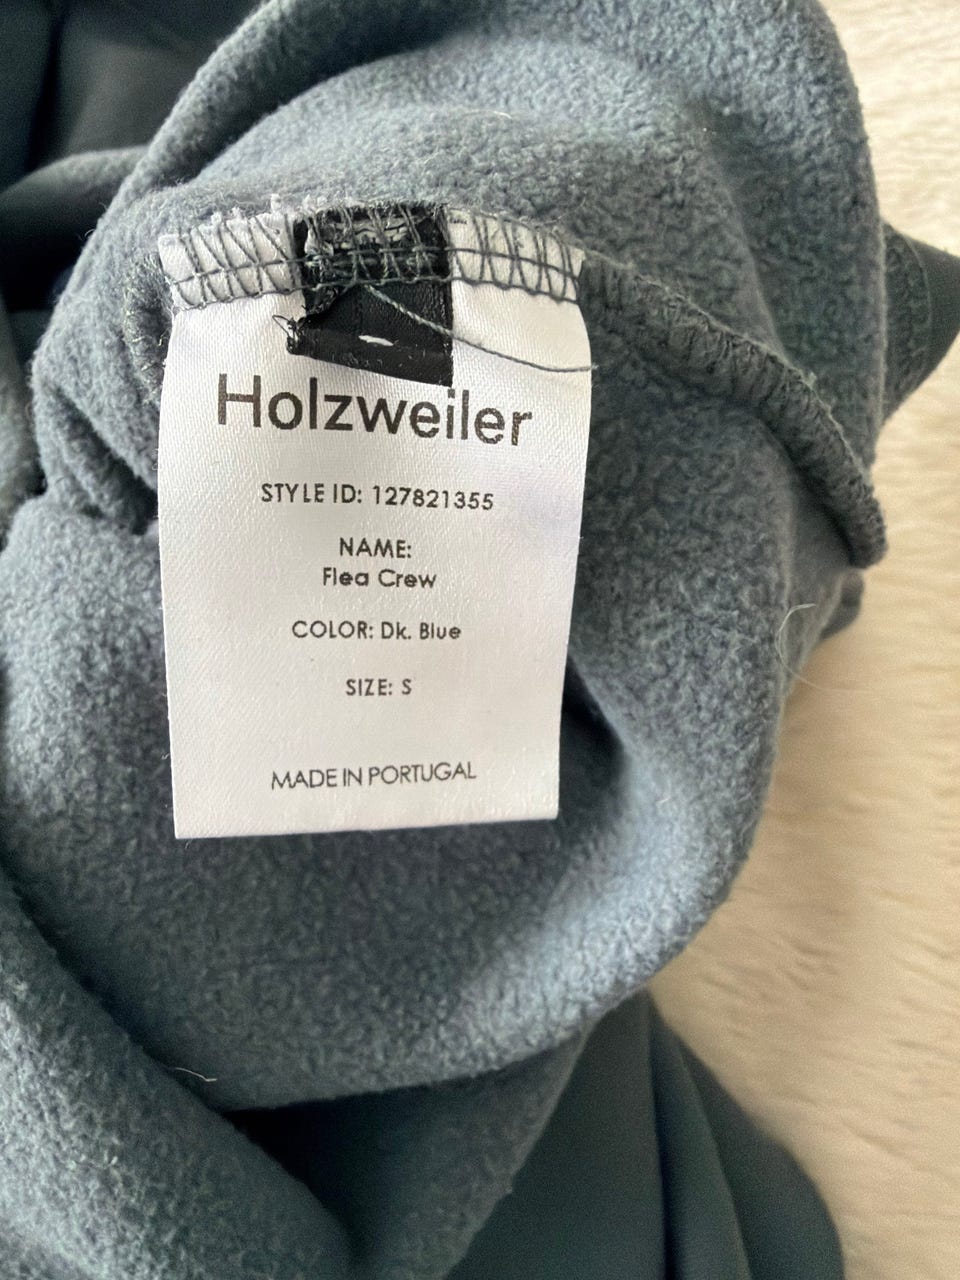 Holzweiler
STYLE ID: 127821355
NAME:
Flea Crew
COLOR: Dk. Blue
SIZE: S
MADE IN PORTUGAL